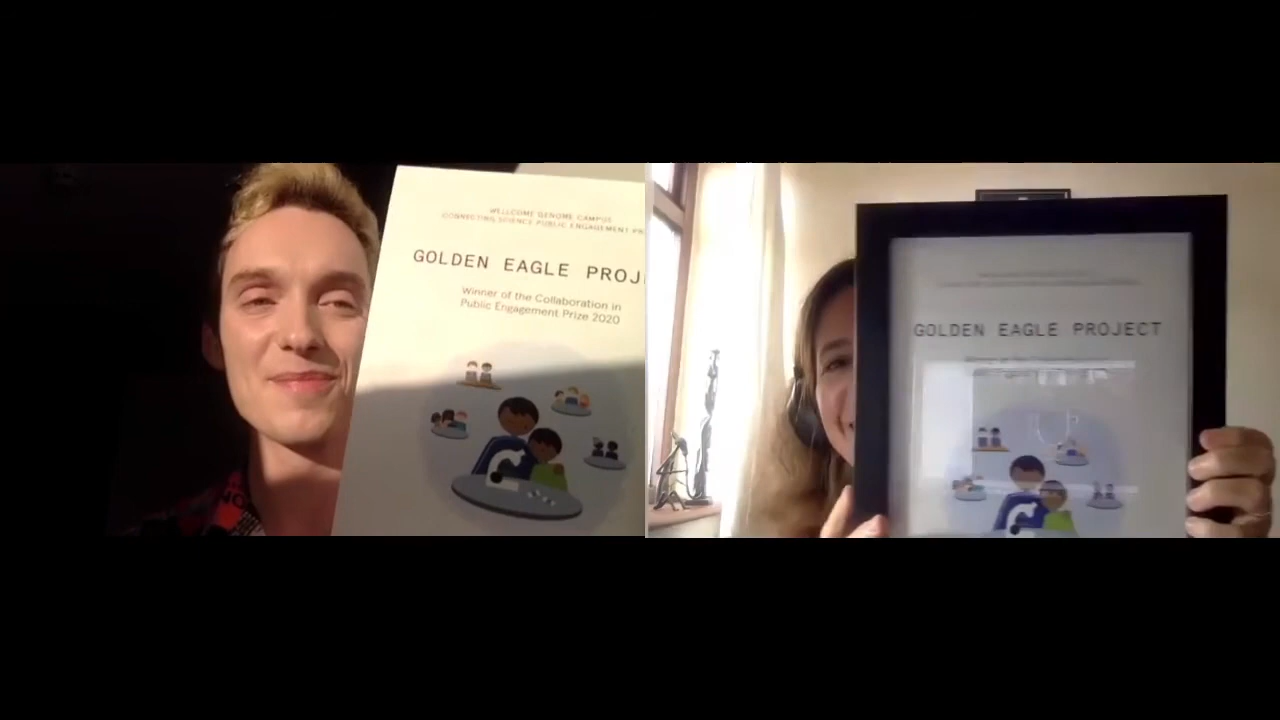 WELLCOME GENOME CAMPUS
CONNECTING SCIENCE PUBLIC ENGAGEMENT PR
GOLDEN EAGLE PROJ
Winner of the Collaboration in
Public Engagement Prize 2020
GOLDEN EAGLE PROJECT